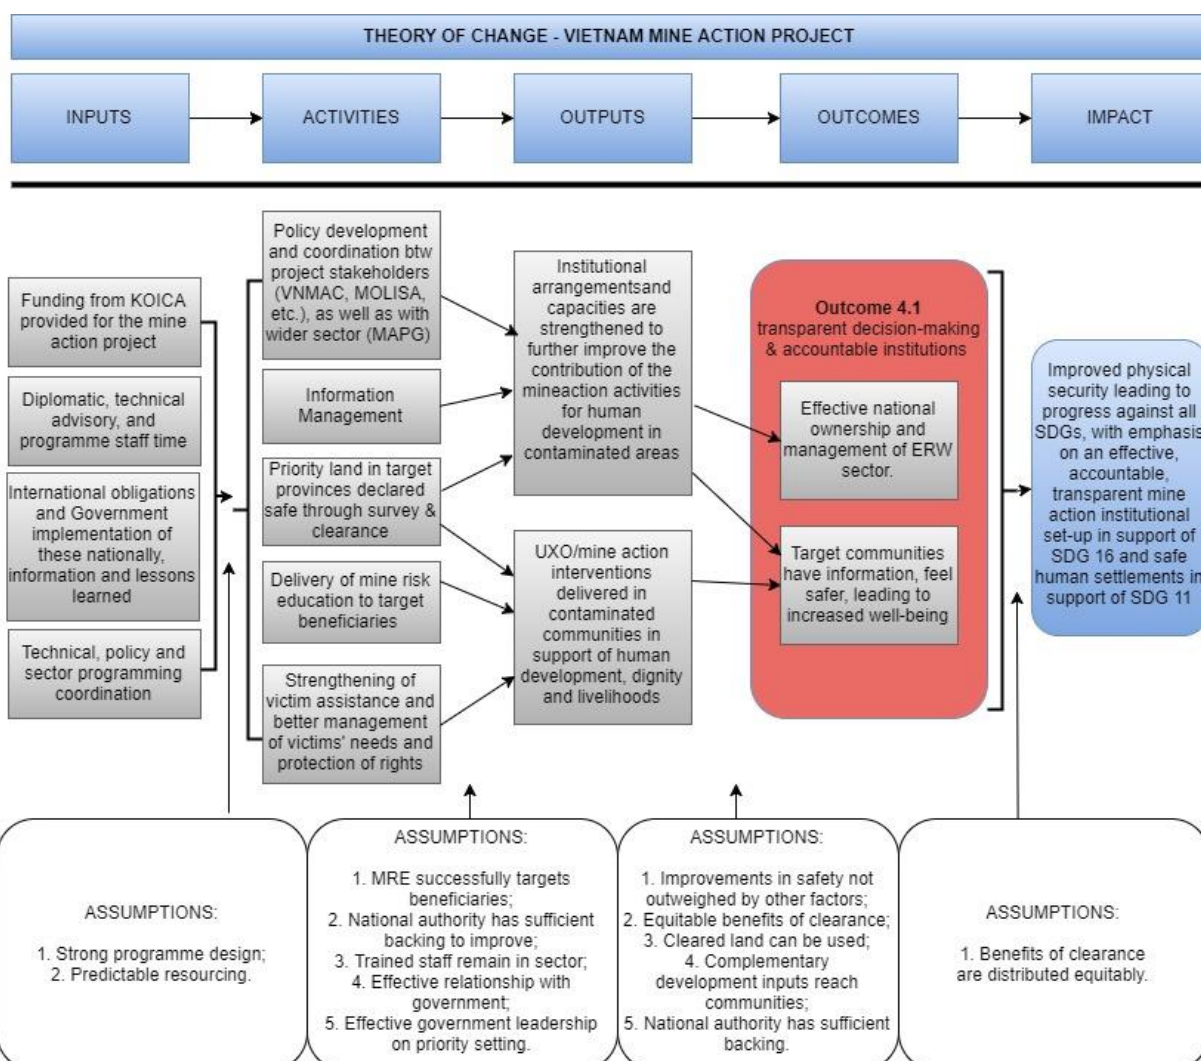 THEORY OF CHANGE - VIETNAM MINE ACTION PROJECT
INPUTS
ACTIVITIES
OUTPUTS
OUTCOMES
IMPACT
Funding from KOICA
provided for the mine
action project
Diplomatic, technical
advisory, and
programme staff time
International obligations
and Government
implementation of
these nationally,
information and lessons
learned
Technical, policy and
sector programming
coordination
Policy development
and coordination btw
project stakeholders
(VNMAC, MOLISA,
etc.), as well as with
wider sector (MAPG)
Information
Management
Priority land in target
provinces declared
safe through survey &
clearance
Delivery of mine risk
education to target
beneficiaries
Strengthening of
victim assistance and
better management
of victims' needs and
protection of rights
Institutional
arrangementsand
capacities are
strengthened to
further improve the
contribution of the
mineaction activities
for human
development in
contaminated areas
UXO/mine action
interventions
delivered in
contaminated
communities in
support of human
development, dignity
and livelihoods
Outcome 4.1
transparent decision-making
& accountable institutions
Effective national
ownership and
management of ERW
sector.
Target communities
have information, feel
safer, leading to
increased well-being
Improved physical
security leading to
progress against all
SDGs, with emphasis
on an effective,
accountable,
transparent mine
action institutional
set-up in support of
SDG 16 and safe
human settlements in
support of SDG 11
ASSUMPTIONS:
1. Strong programme design;
2. Predictable resourcing.
ASSUMPTIONS:
1. MRE successfully targets
beneficiaries;
2. National authority has sufficient
backing to improve;
3. Trained staff remain in sector;
4. Effective relationship with
government;
5. Effective government leadership
on priority setting.
ASSUMPTIONS:
1. Improvements in safety not
outweighed by other factors;
2. Equitable benefits of clearance;
3. Cleared land can be used;
4. Complementary
development inputs reach
communities;
5. National authority has sufficient
backing.
ASSUMPTIONS:
1. Benefits of clearance
are distributed equitably.